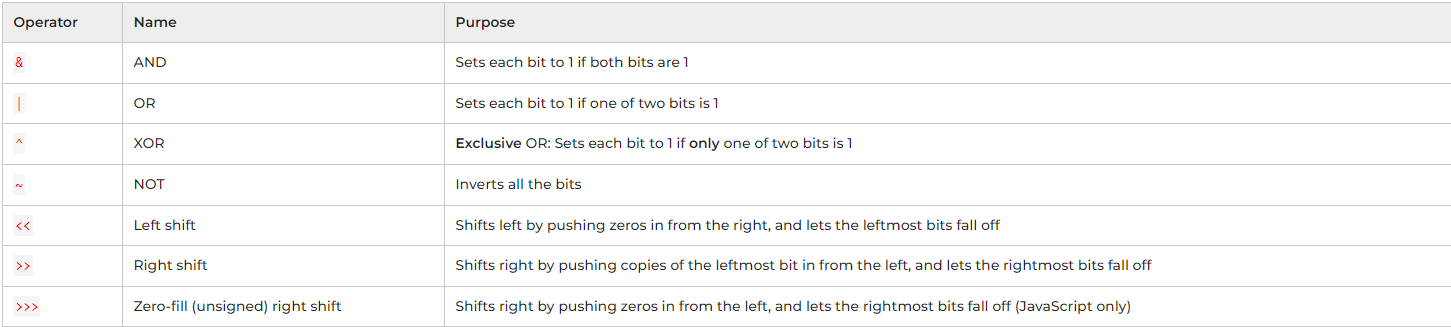 Operator Name Purpose
& AND Sets each bit to 1 if both bits are 1
| OR Sets each bit to 1 if one of two bits is 1
^ XOR Exclusive OR: Sets each bit to 1 if only one of two bits is 1
~ NOT Inverts all the bits
<< Left shift Shifts left by pushing zeros in from the right, and lets the leftmost bits fall off
>> Right shift Shifts right by pushing copies of the leftmost bit in from the left, and lets the rightmost bits fall off
>>> Zero-fill (unsigned) right shift Shifts right by pushing zeros in from the left, and lets the rightmost bits fall off (JavaScript only)